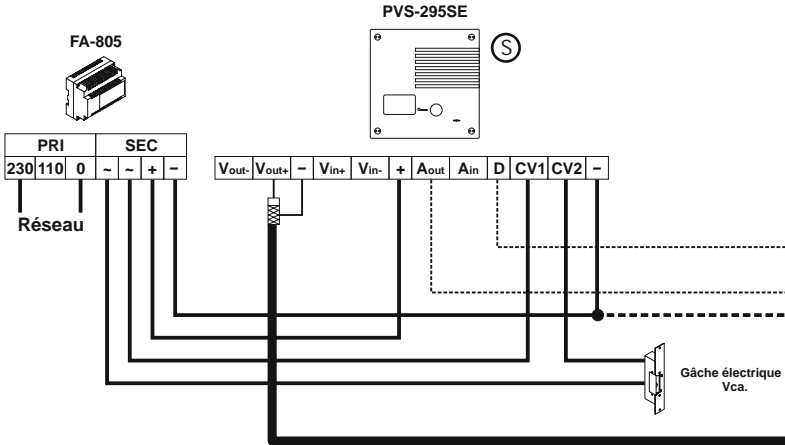 PVS-295SE
FA-805
S
PRI SEC
230 110 0 ~ ~ + −
Vout- Vout+ − Vin+ Vin- + Aout Ain D CV1 CV2 −
Réseau
Gâche électrique
Vca.